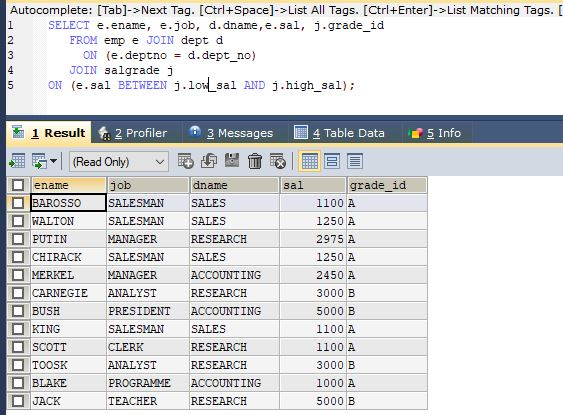 Autocomplete: [Tab]->Next Tag. [Ctrl+Space]->List All Tags. [Ctrl+Enter]->List Matching Tags. [
1 SELECT e.ename, e.job, d.dname,e.sal, j.grade_id
2 FROM emp e JOIN dept d
3 ON (e.deptno = d.dept_no)
4 JOIN salgrade j
5 ON (e.sal BETWEEN j.low_sal AND j.high_sal);
1 Result 2 Profiler 3 Messages 4 Table Data 5 Info
(Read Only)
ename job dname sal grade_id
BAROSSO SALESMAN SALES 1100 A
WALTON SALESMAN SALES 1250 A
PUTIN MANAGER RESEARCH 2975 A
CHIRACK SALESMAN SALES 1250 A
MERKEL MANAGER ACCOUNTING 2450 A
CARNEGIE ANALYST RESEARCH 3000 B
BUSH PRESIDENT ACCOUNTING 5000 B
KING SALESMAN SALES 1100 A
SCOTT CLERK RESEARCH 1100 A
TOOSK ANALYST RESEARCH 3000 B
BLAKE PROGRAMME ACCOUNTING 1000 A
JACK TEACHER RESEARCH 5000 B